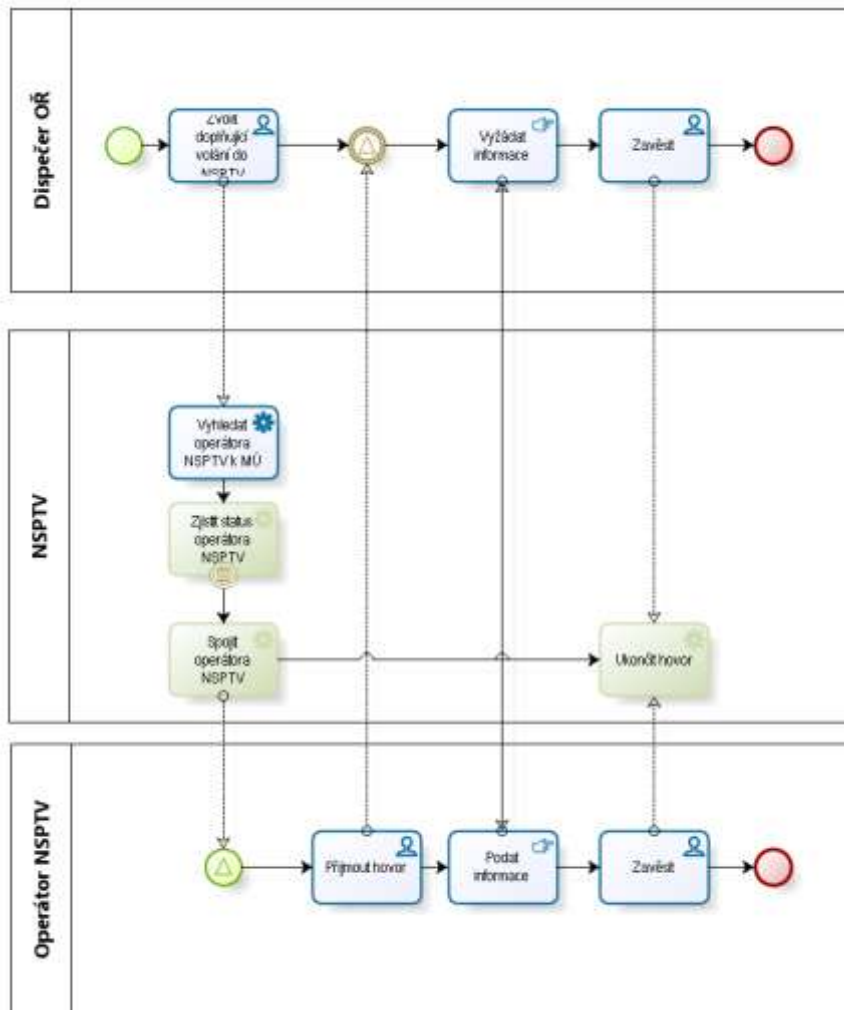 Dispečer OŘ
Zvolit
doplňující
volání do
NSPTV
Vyžádat
informace
Zavěsit
NSPTV
Vyhledat
operátora
NSPTV k MÚ
Zjistit status
operátora
NSPTV
Spojit
operátora
NSPTV
Ukončit hovor
Operátor NSPTV
Přijmout hovor
Podat
informace
Zavěsit